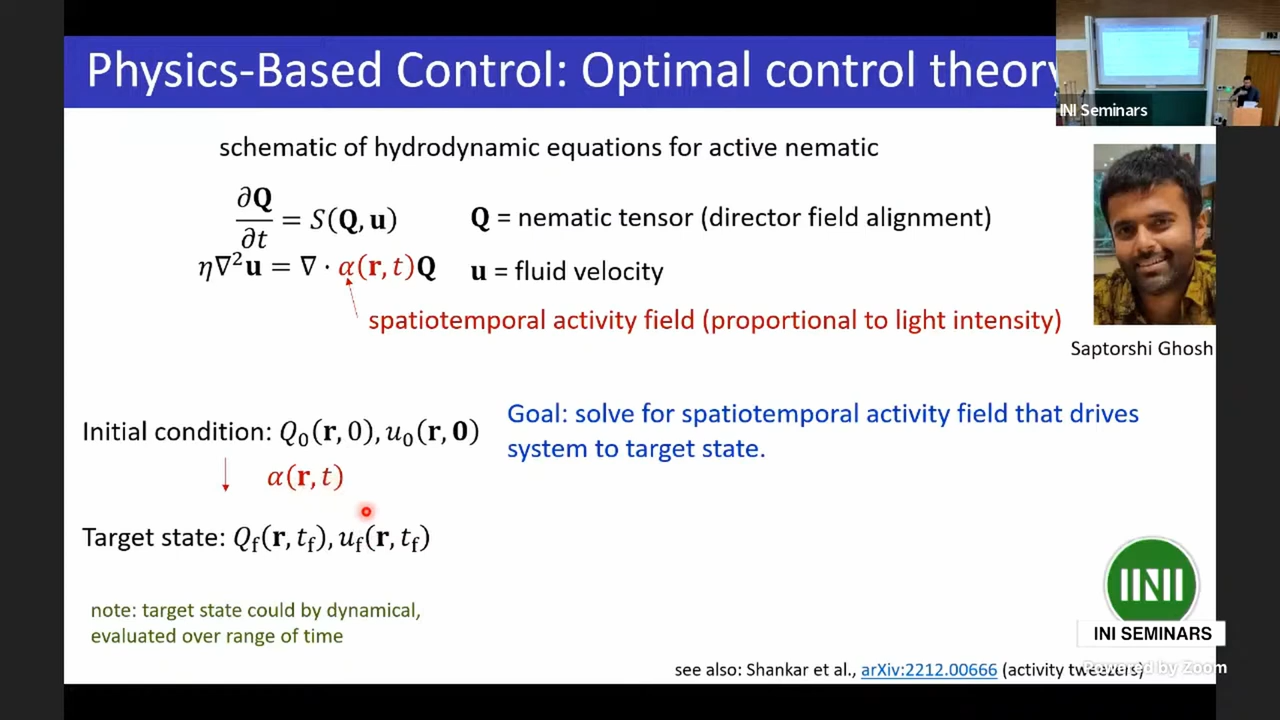 Physics-Based Control: Optimal control theory
INI Seminars
schematic of hydrodynamic equations for active nematic
∂Q/∂t = S(Q, u)
Q = nematic tensor (director field alignment)
η∇²u = ∇ · α(r, t)Q
u = fluid velocity
spatiotemporal activity field (proportional to light intensity)
Saptorshi Ghosh
Initial condition: Q₀(r, 0), u₀(r, 0)
Goal: solve for spatiotemporal activity field that drives
system to target state.
α(r, t)
Target state: Q_f(r, t_f), u_f(r, t_f)
note: target state could by dynamical,
evaluated over range of time
INI
INI SEMINARS
see also: Shankar et al., arXiv:2212.00666 (activity tweezers)
Powered by Zoom